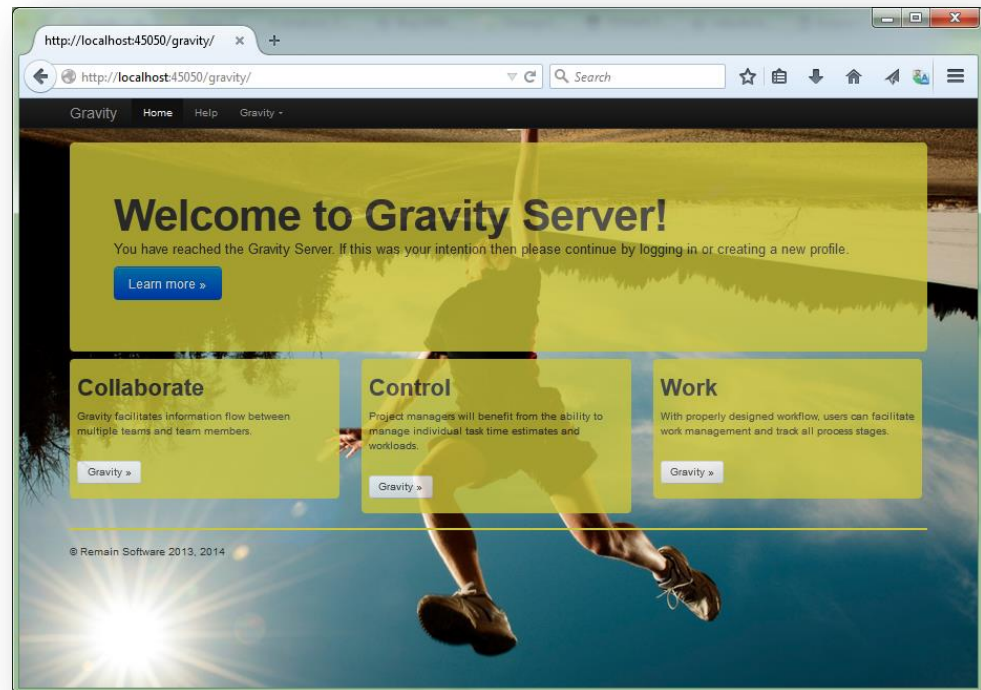 http://localhost:45050/gravity/
http://localhost:45050/gravity/
Search
Gravity Home Help Gravity
Welcome to Gravity Server!
You have reached the Gravity Server. If this was your intention then please continue by logging in or creating a new profile.
Learn more »
Collaborate
Gravity facilitates information flow between
multiple teams and team members.
Gravity »
Control
Project managers will benefit from the ability to
manage individual task time estimates and
workloads.
Gravity »
Work
With properly designed workflow, users can facilitate
work management and track all process stages.
Gravity »
© Remain Software 2013, 2014